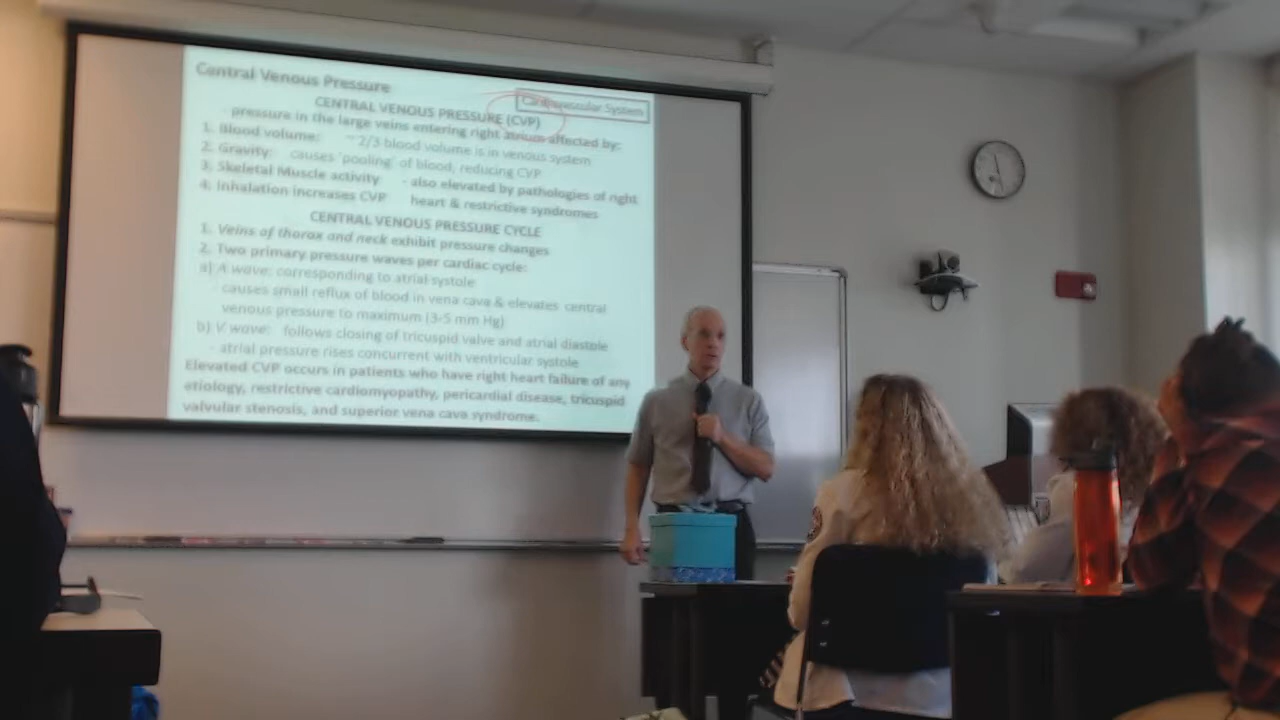 Central Venous Pressure
Cardiovascular System
CENTRAL VENOUS PRESSURE (CVP)
- pressure in the large veins entering right atrium affected by:
1. Blood volume: ~ 2/3 blood volume is in venous system
2. Gravity: causes 'pooling' of blood, reducing CVP
3. Skeletal Muscle activity - also elevated by pathologies of right
4. Inhalation increases CVP heart & restrictive syndromes
CENTRAL VENOUS PRESSURE CYCLE
1. Veins of thorax and neck exhibit pressure changes
2. Two primary pressure waves per cardiac cycle:
a) A wave: corresponding to atrial systole
- causes small reflux of blood in vena cava & elevates central
venous pressure to maximum (3-5 mm Hg)
b) V wave: follows closing of tricuspid valve and atrial diastole
- atrial pressure rises concurrent with ventricular systole
Elevated CVP occurs in patients who have right heart failure of any
etiology, restrictive cardiomyopathy, pericardial disease, tricuspid
valvular stenosis, and superior vena cava syndrome.